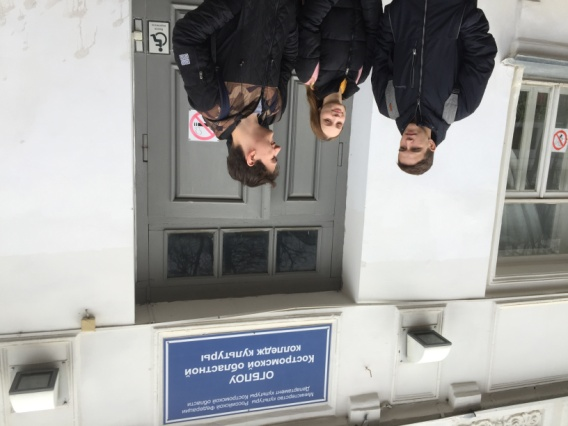 Министерство культуры Российской Федерации
Департамент культуры Костромской области
ОГБПОУ
Костромской областной
колледж культуры